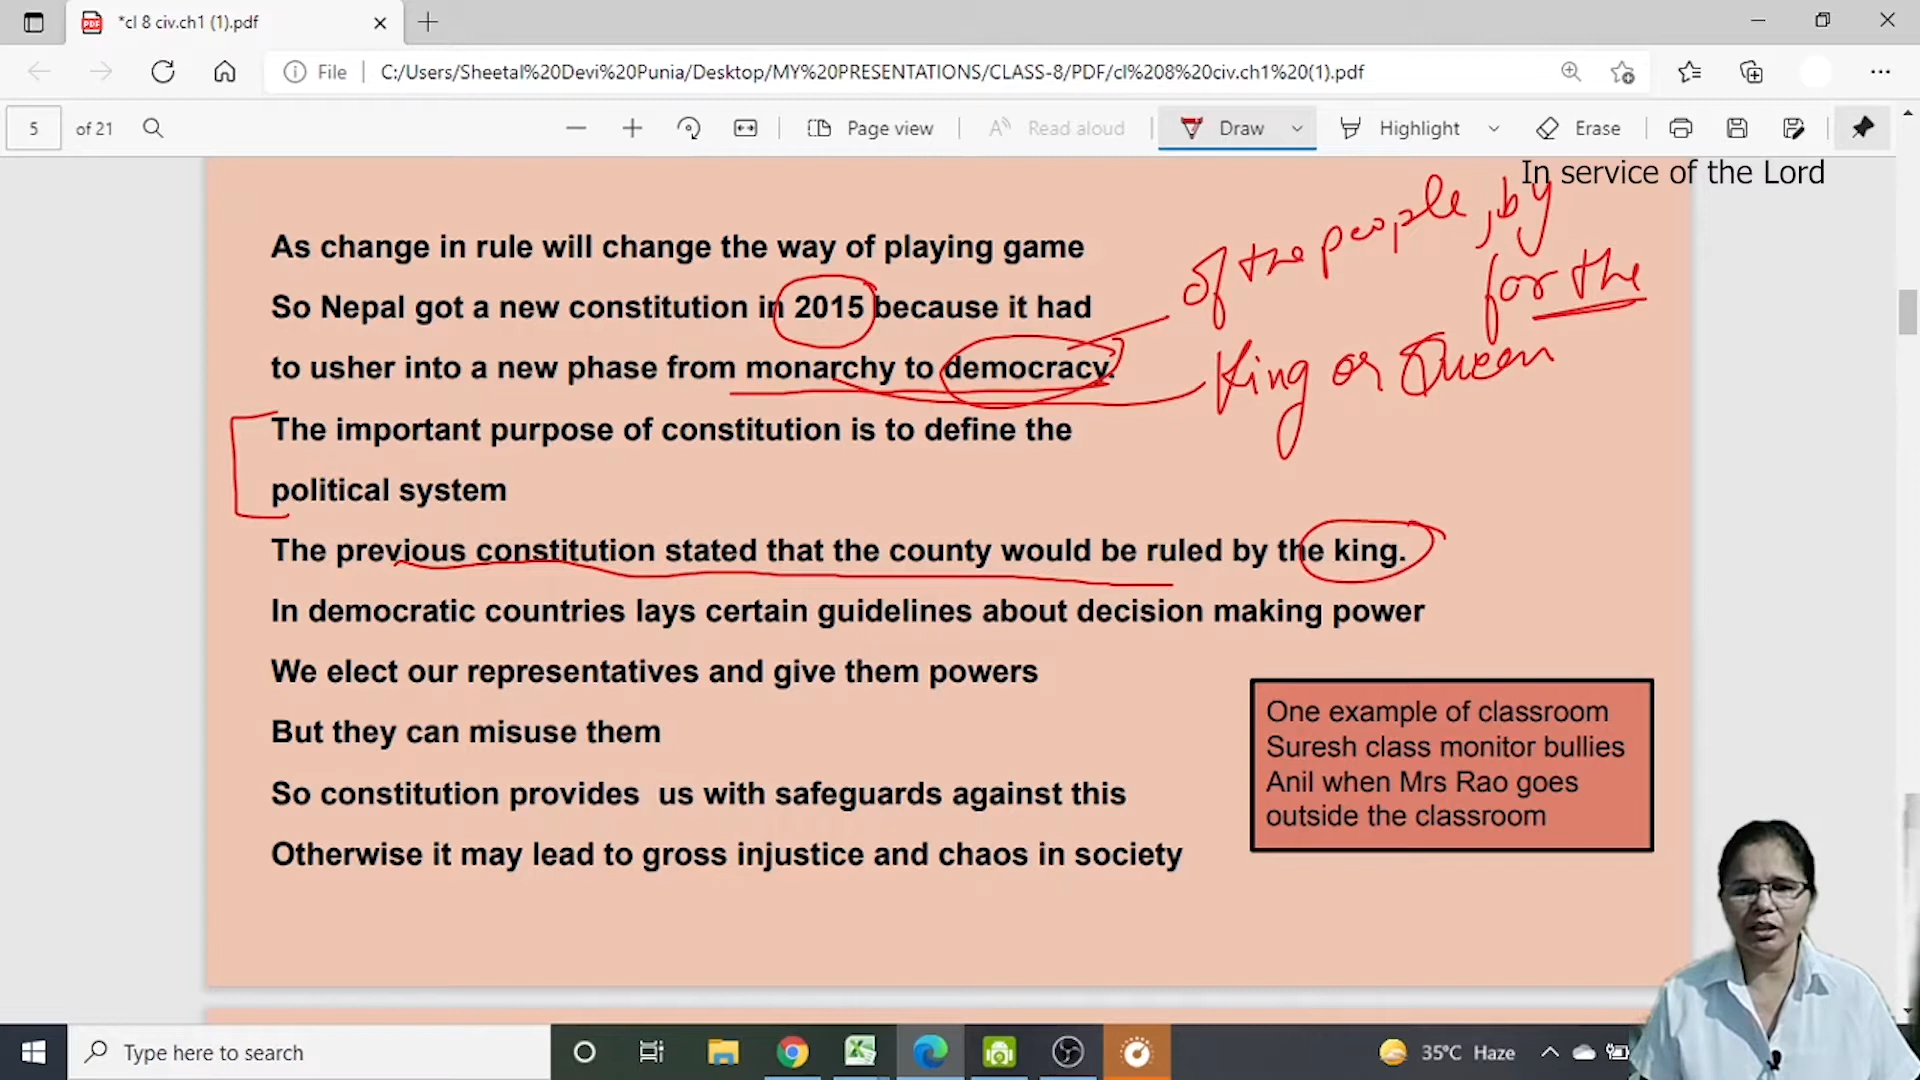 *cl 8 civ.ch1 (1).pdf
File
C:/Users/Sheetal%20Devi%20Punia/Desktop/MY%20PRESENTATIONS/CLASS-8/PDF/cl%208%20civ.ch1%20(1).pdf
5 of 21
Page view
Read aloud
Draw
Highlight
Erase
In service of the Lord
of the people, by
for the
King or Queen
As change in rule will change the way of playing game
So Nepal got a new constitution in 2015 because it had
to usher into a new phase from monarchy to democracy.
The important purpose of constitution is to define the
political system
The previous constitution stated that the county would be ruled by the king.
In democratic countries lays certain guidelines about decision making power
We elect our representatives and give them powers
But they can misuse them
So constitution provides us with safeguards against this
Otherwise it may lead to gross injustice and chaos in society
One example of classroom
Suresh class monitor bullies
Anil when Mrs Rao goes
outside the classroom
Type here to search
35°C Haze